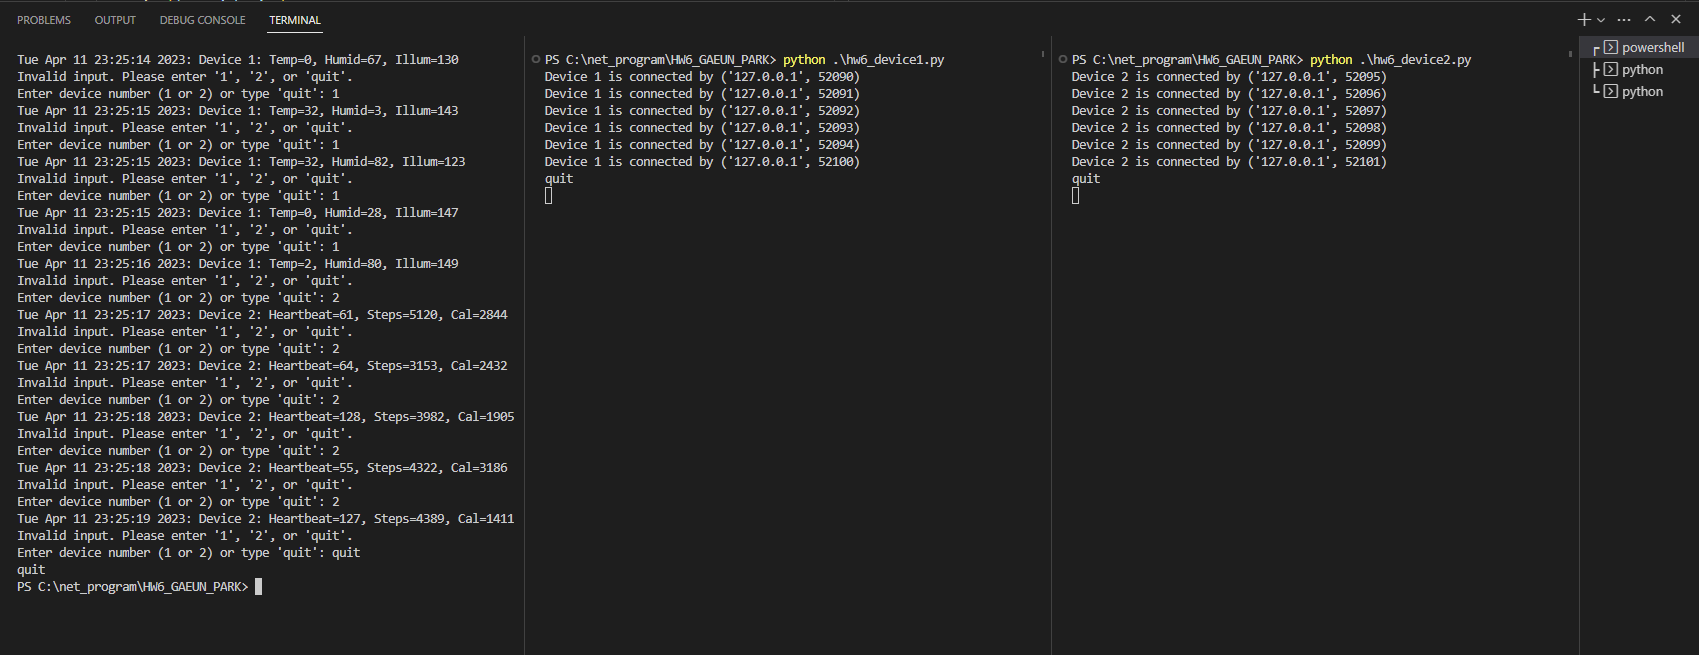 PROBLEMS OUTPUT DEBUG CONSOLE TERMINAL
Tue Apr 11 23:25:14 2023: Device 1: Temp=0, Humid=67, Illum=130
Invalid input. Please enter '1', '2', or 'quit'.
Enter device number (1 or 2) or type 'quit': 1
Tue Apr 11 23:25:15 2023: Device 1: Temp=32, Humid=3, Illum=143
Invalid input. Please enter '1', '2', or 'quit'.
Enter device number (1 or 2) or type 'quit': 1
Tue Apr 11 23:25:15 2023: Device 1: Temp=32, Humid=82, Illum=123
Invalid input. Please enter '1', '2', or 'quit'.
Enter device number (1 or 2) or type 'quit': 1
Tue Apr 11 23:25:15 2023: Device 1: Temp=0, Humid=28, Illum=147
Invalid input. Please enter '1', '2', or 'quit'.
Enter device number (1 or 2) or type 'quit': 1
Tue Apr 11 23:25:16 2023: Device 1: Temp=2, Humid=80, Illum=149
Invalid input. Please enter '1', '2', or 'quit'.
Enter device number (1 or 2) or type 'quit': 2
Tue Apr 11 23:25:17 2023: Device 2: Heartbeat=61, Steps=5120, Cal=2844
Invalid input. Please enter '1', '2', or 'quit'.
Enter device number (1 or 2) or type 'quit': 2
Tue Apr 11 23:25:17 2023: Device 2: Heartbeat=64, Steps=3153, Cal=2432
Invalid input. Please enter '1', '2', or 'quit'.
Enter device number (1 or 2) or type 'quit': 2
Tue Apr 11 23:25:18 2023: Device 2: Heartbeat=128, Steps=3982, Cal=1905
Invalid input. Please enter '1', '2', or 'quit'.
Enter device number (1 or 2) or type 'quit': 2
Tue Apr 11 23:25:18 2023: Device 2: Heartbeat=55, Steps=4322, Cal=3186
Invalid input. Please enter '1', '2', or 'quit'.
Enter device number (1 or 2) or type 'quit': 2
Tue Apr 11 23:25:19 2023: Device 2: Heartbeat=127, Steps=4389, Cal=1411
Invalid input. Please enter '1', '2', or 'quit'.
Enter device number (1 or 2) or type 'quit': quit
quit
PS C:\net_program\HW6_GAEUN_PARK>
PS C:\net_program\HW6_GAEUN_PARK> python .\hw6_device1.py
Device 1 is connected by ('127.0.0.1', 52090)
Device 1 is connected by ('127.0.0.1', 52091)
Device 1 is connected by ('127.0.0.1', 52092)
Device 1 is connected by ('127.0.0.1', 52093)
Device 1 is connected by ('127.0.0.1', 52094)
Device 1 is connected by ('127.0.0.1', 52100)
quit
PS C:\net_program\HW6_GAEUN_PARK> python .\hw6_device2.py
Device 2 is connected by ('127.0.0.1', 52095)
Device 2 is connected by ('127.0.0.1', 52096)
Device 2 is connected by ('127.0.0.1', 52097)
Device 2 is connected by ('127.0.0.1', 52098)
Device 2 is connected by ('127.0.0.1', 52099)
Device 2 is connected by ('127.0.0.1', 52101)
quit
powershell
python
python